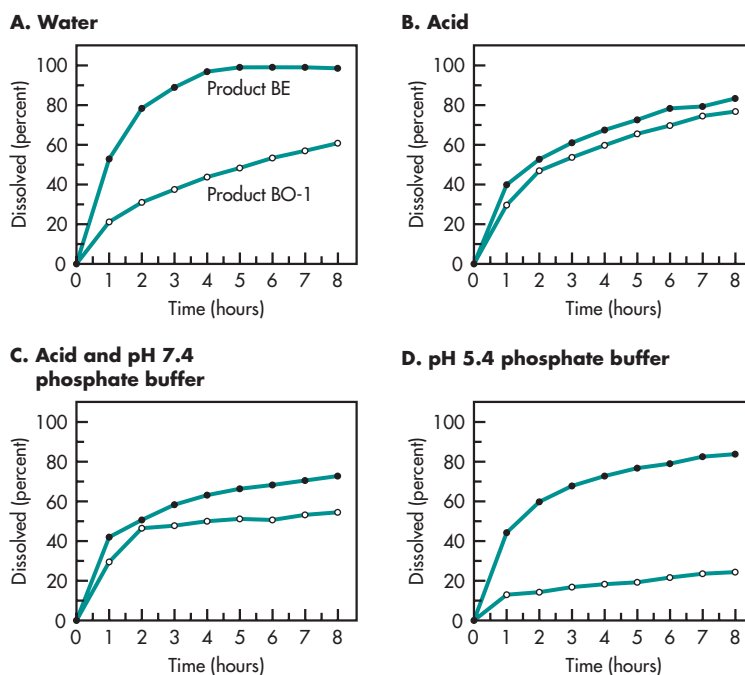 A. Water
Dissolved (percent)
100
80
60
40
20
0
Product BE
Product BO-1
0 1 2 3 4 5 6 7 8
Time (hours)
B. Acid
Dissolved (percent)
100
80
60
40
20
0
0 1 2 3 4 5 6 7 8
Time (hours)
C. Acid and pH 7.4
phosphate buffer
Dissolved (percent)
100
80
60
40
20
0
0 1 2 3 4 5 6 7 8
Time (hours)
D. pH 5.4 phosphate buffer
Dissolved (percent)
100
80
60
40
20
0
0 1 2 3 4 5 6 7 8
Time (hours)